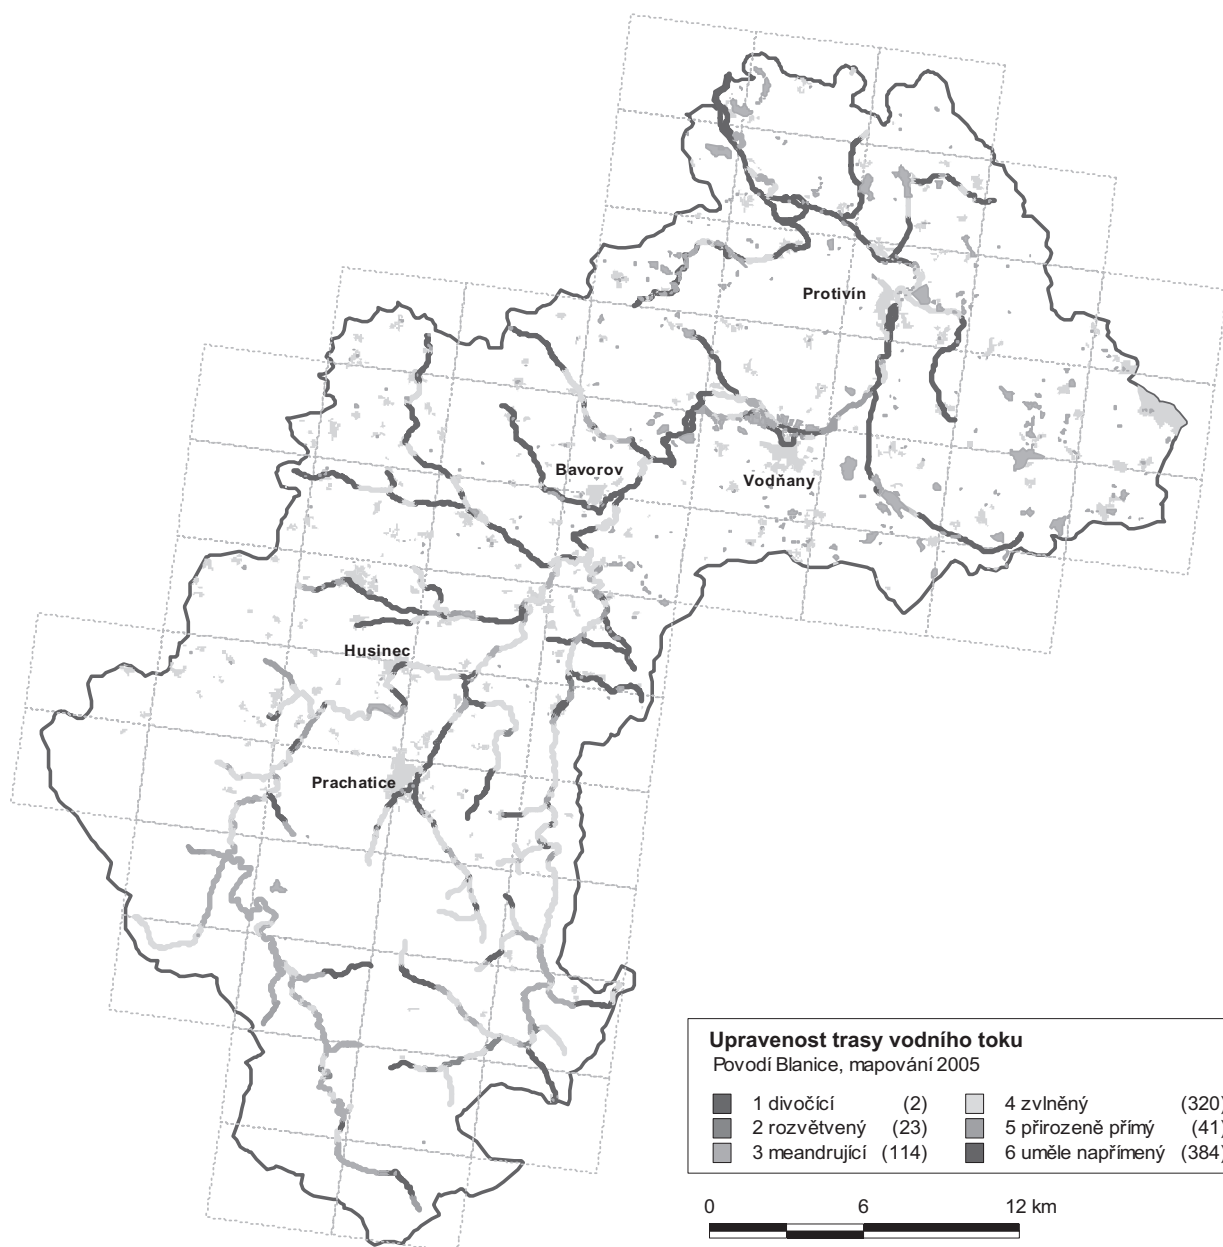 Protivín
Bavorov
Vodňany
Husinec
Prachatice
Upravenost trasy vodního toku
Povodí Blanice, mapování 2005
1 divočící (2)
2 rozvětvený (23)
3 meandrující (114)
4 zvlněný (320)
5 přirozeně přímý (41)
6 uměle napřímený (384)
0 6 12 km